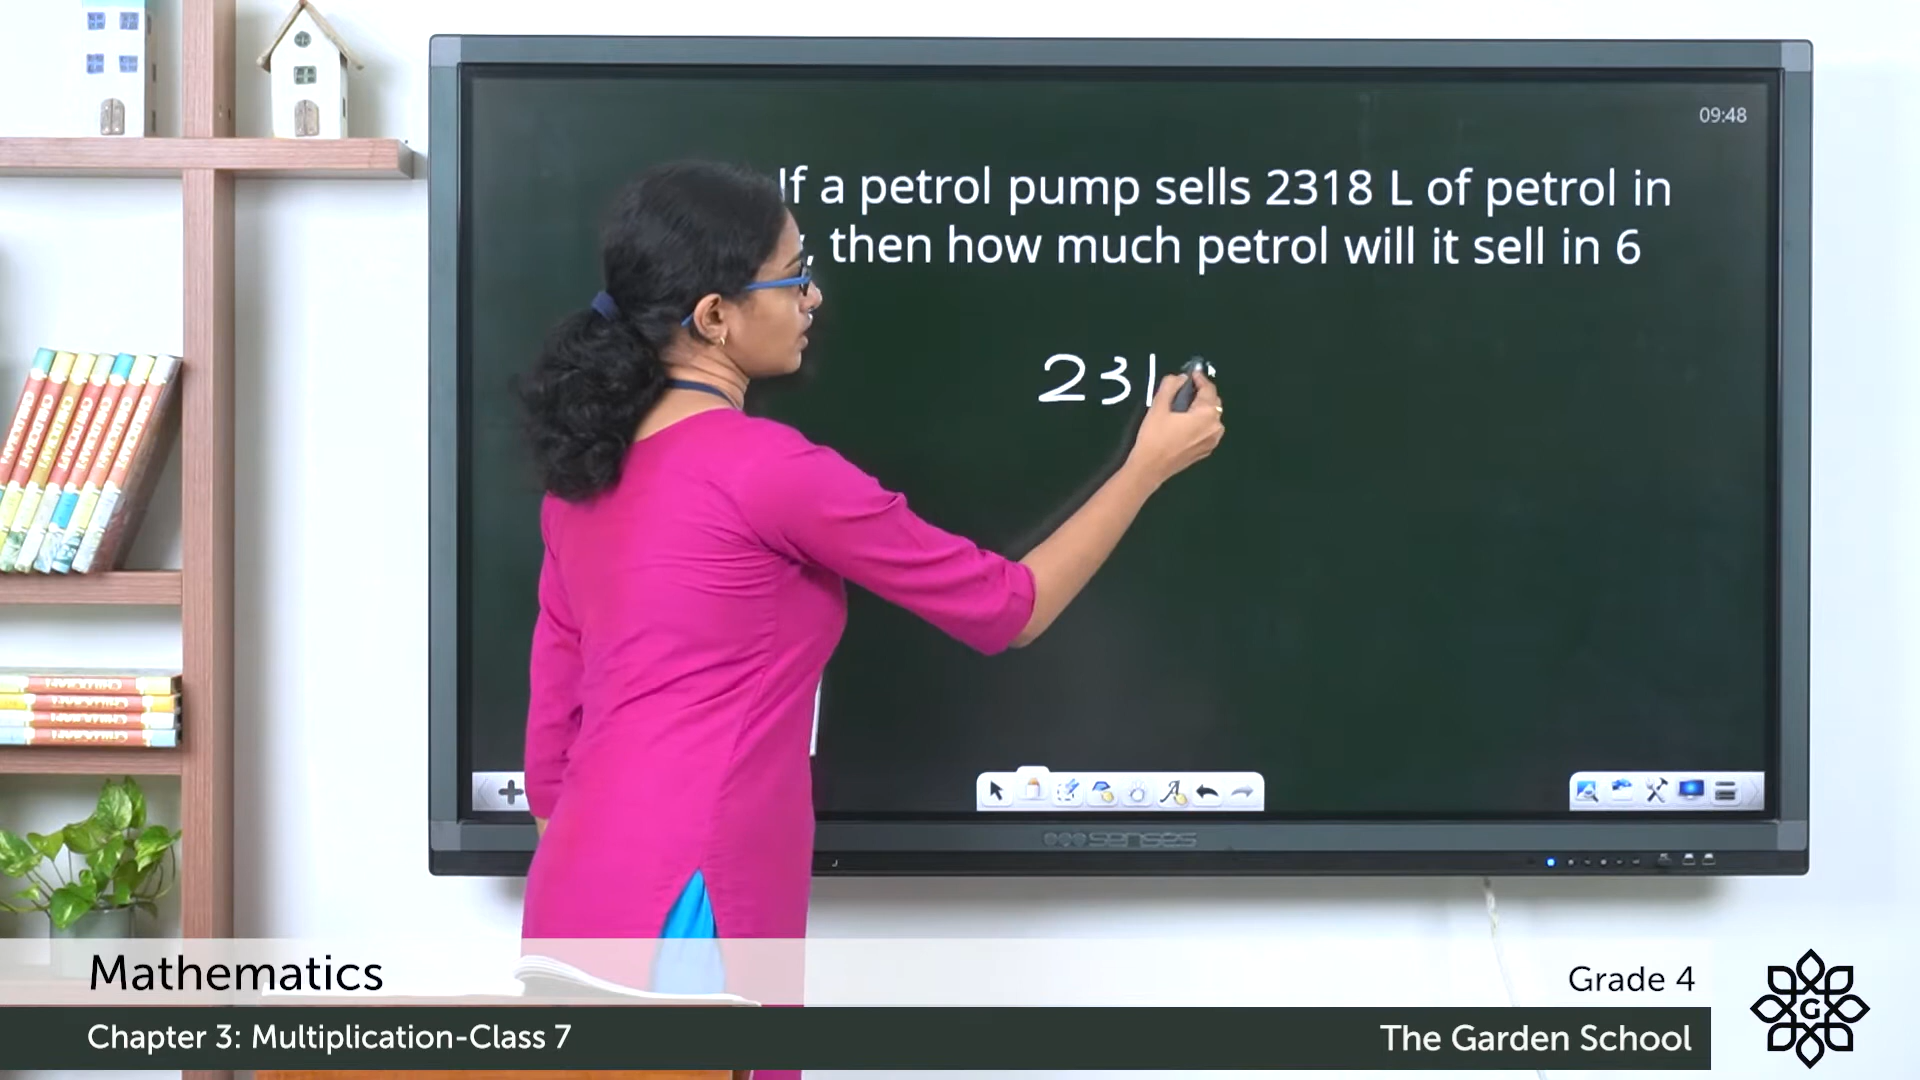 09:48
If a petrol pump sells 2318 L of petrol in
, then how much petrol will it sell in 6
231
senses
Mathematics
Grade 4
Chapter 3: Multiplication-Class 7
The Garden School
G